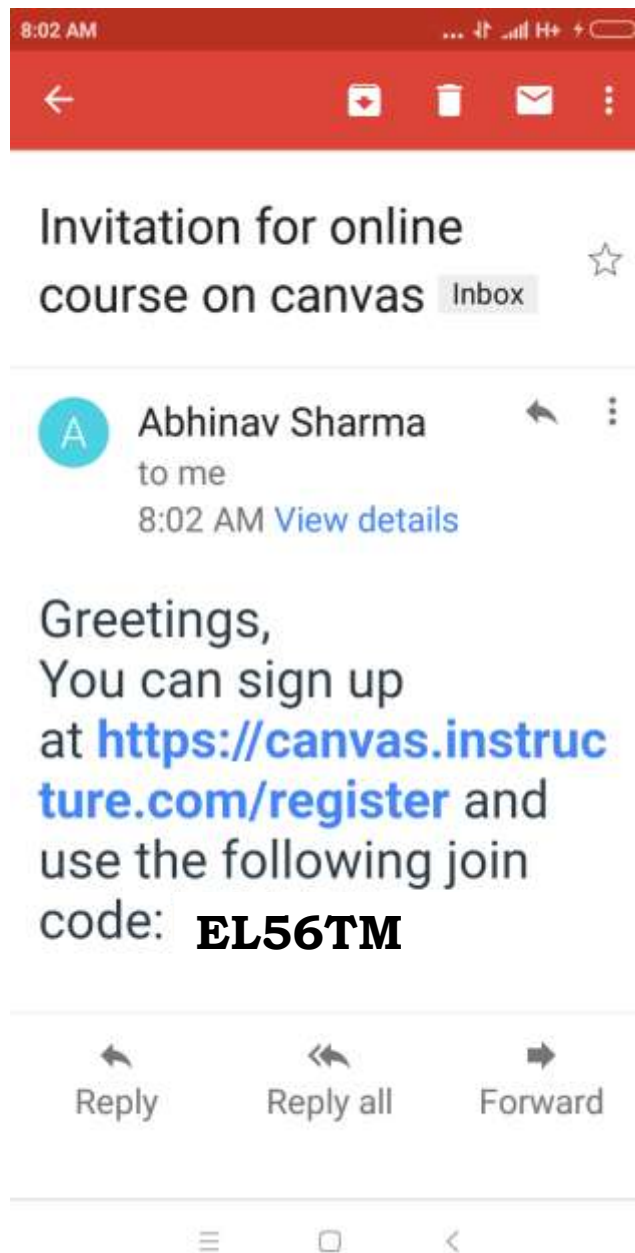 8:02 AM ... H+
Invitation for online
course on canvas Inbox
A Abhinav Sharma
to me
8:02 AM View details
Greetings,
You can sign up
at https://canvas.instruc
ture.com/register and
use the following join
code: EL56TM
Reply Reply all Forward